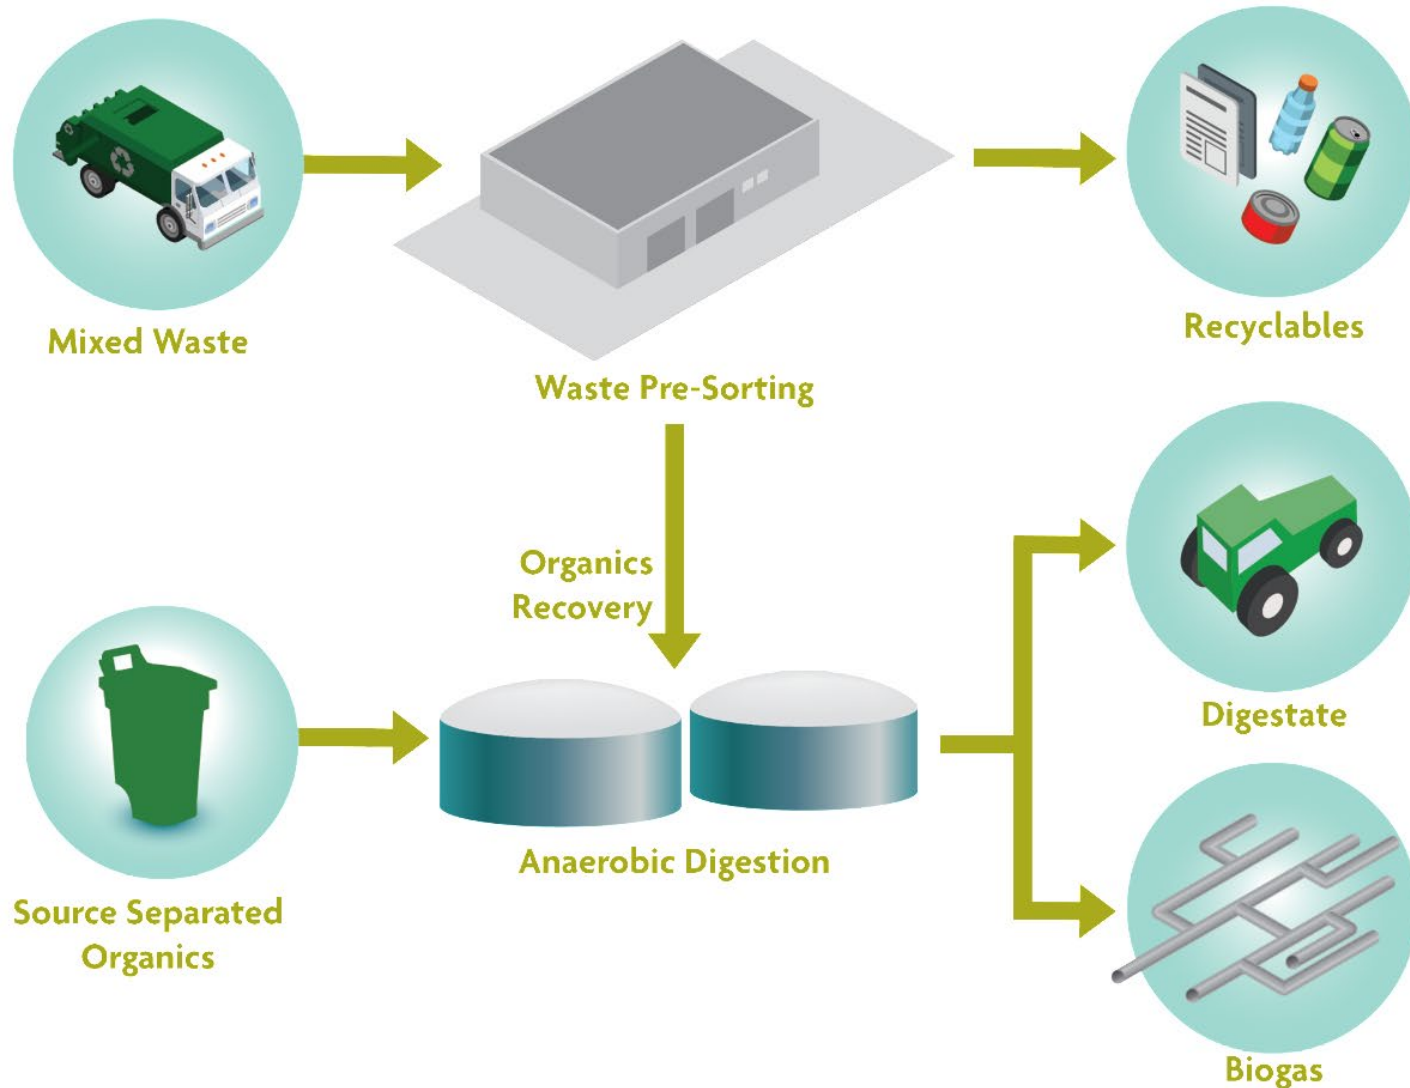 Mixed Waste
Waste Pre-Sorting
Recyclables
Organics
Recovery
Source Separated
Organics
Anaerobic Digestion
Digestate
Biogas